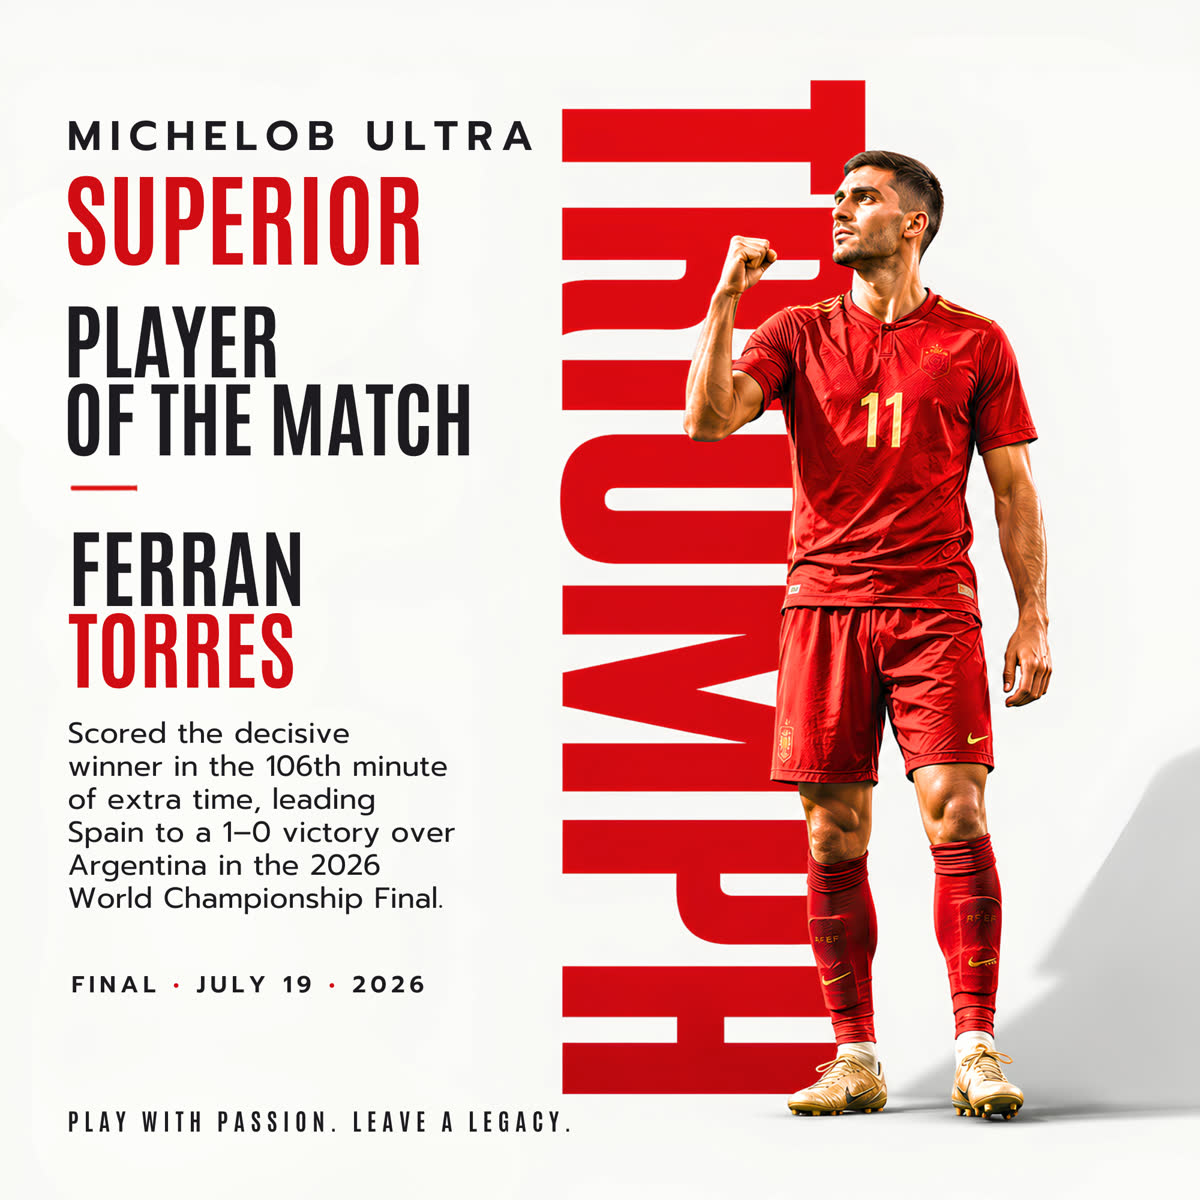 MICHELOB ULTRA
SUPERIOR
PLAYER
OF THE MATCH
FERRAN
TORRES
Scored the decisive
winner in the 106th minute
of extra time, leading
Spain to a 1–0 victory over
Argentina in the 2026
World Championship Final.
FINAL • JULY 19 • 2026
PLAY WITH PASSION. LEAVE A LEGACY.
TRIUMPH
11
RFEF
RFEF